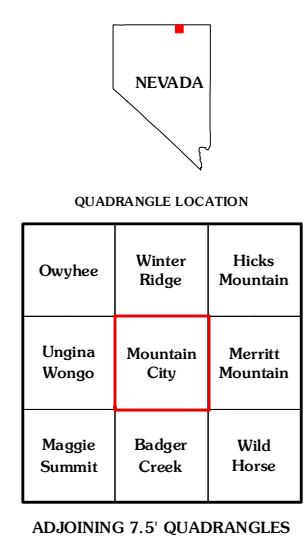 NEVADA
QUADRANGLE LOCATION
Owyhee
Winter
Ridge
Hicks
Mountain
Ungina
Wongo
Mountain
City
Merritt
Mountain
Maggie
Summit
Badger
Creek
Wild
Horse
ADJOINING 7.5' QUADRANGLES